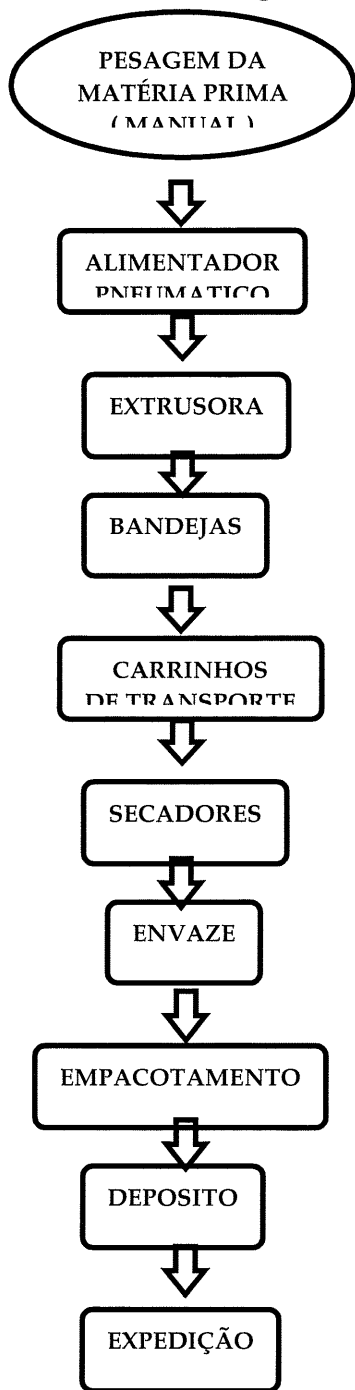 PESAGEM DA
MATÉRIA PRIMA
(MANUAL)
ALIMENTADOR
PNEUMATICO
EXTRUSORA
BANDEJAS
CARRINHOS
DE TRANSPORTE
SECADORES
ENVAZE
EMPACOTAMENTO
DEPOSITO
EXPEDIÇÃO